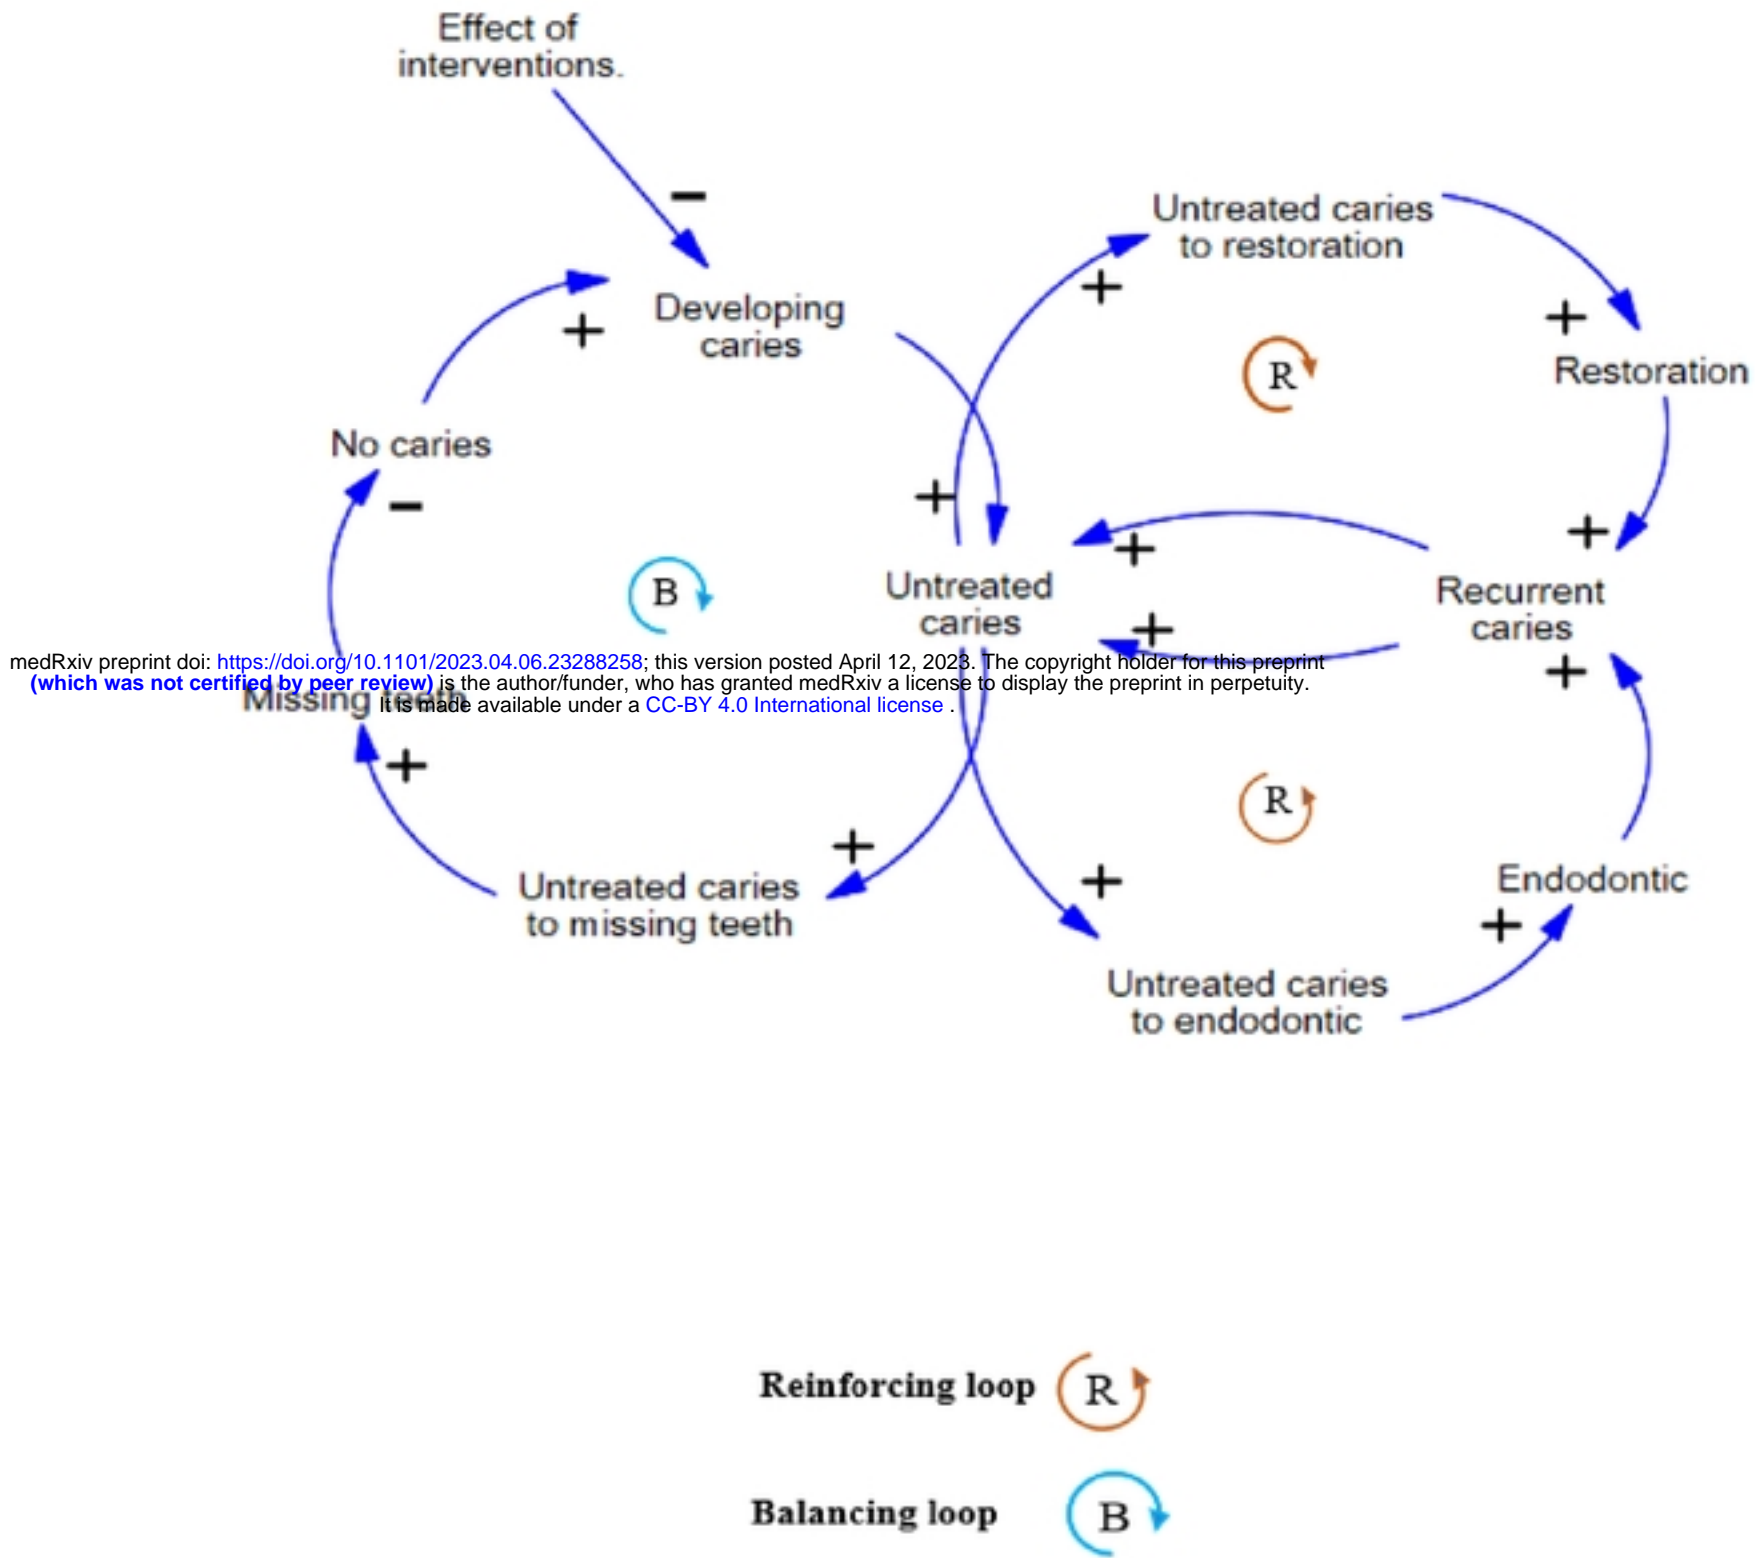 Effect of
interventions.
Untreated caries
to restoration
Developing
caries
Restoration
R
No caries
B
Untreated
caries
Recurrent
caries
medRxiv preprint doi: https://doi.org/10.1101/2023.04.06.23288258; this version posted April 12, 2023. The copyright holder for this preprint
(which was not certified by peer review) is the author/funder, who has granted medRxiv a license to display the preprint in perpetuity.
It is made available under a CC-BY 4.0 International license .
Missing teeth
R
Untreated caries
to missing teeth
Endodontic
Untreated caries
to endodontic
Reinforcing loop R
Balancing loop B